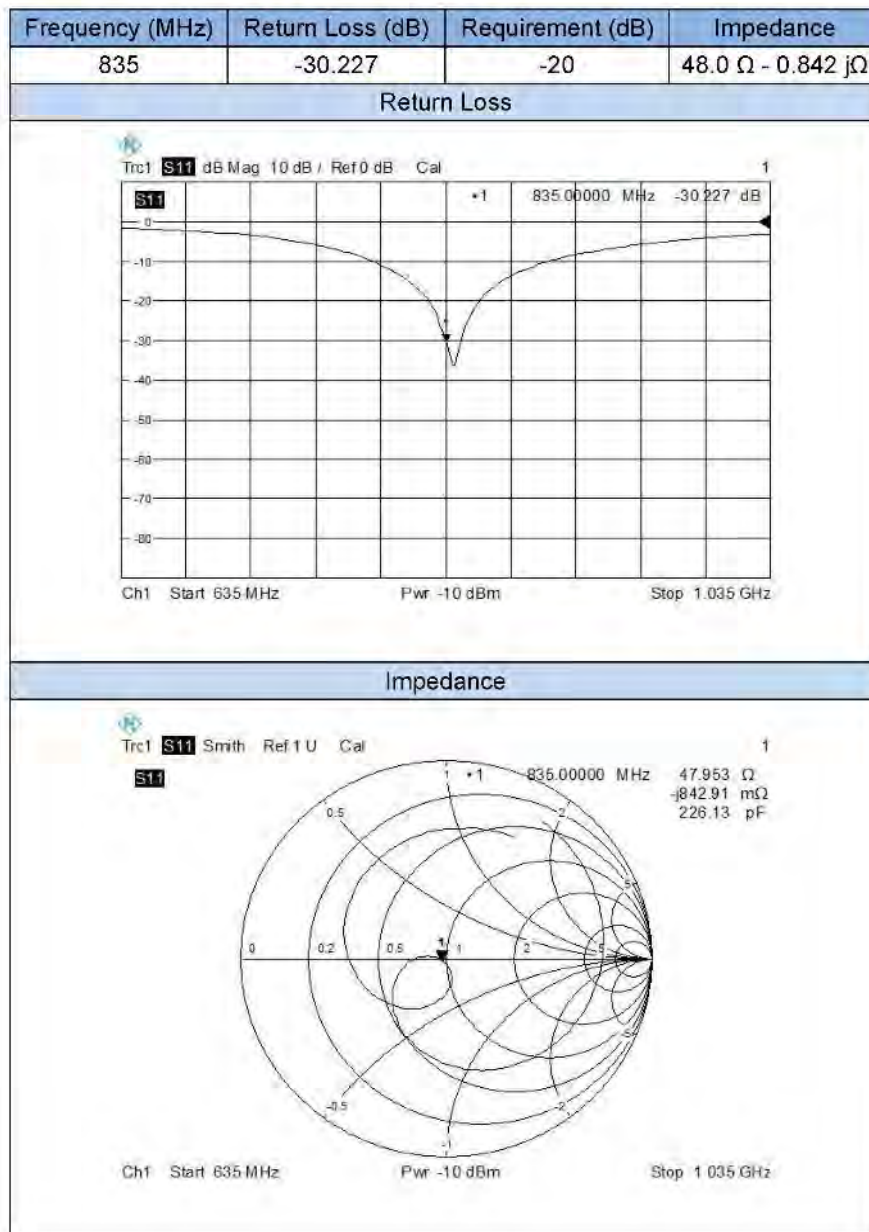 Frequency (MHz) Return Loss (dB) Requirement (dB) Impedance
835 -30.227 -20 48.0 Ω - 0.842 jΩ
Return Loss
Trc1 S11 dB Mag 10 dB / Ref 0 dB Cal 1
S11 •1 835.00000 MHz -30.227 dB
0
-10
-20
1
-30
-40
-50
-60
-70
-80
Ch1 Start 635 MHz Pwr -10 dBm Stop 1.035 GHz
Impedance
Trc1 S11 Smith Ref 1 U Cal 1
S11 1 •1 835.00000 MHz 47.953 Ω
-j842.91 mΩ
226.13 pF
0.5 2
5
1
0 0.2 0.5 1 2 5
-5
-0.5 -2
-1
Ch1 Start 635 MHz Pwr -10 dBm Stop 1.035 GHz